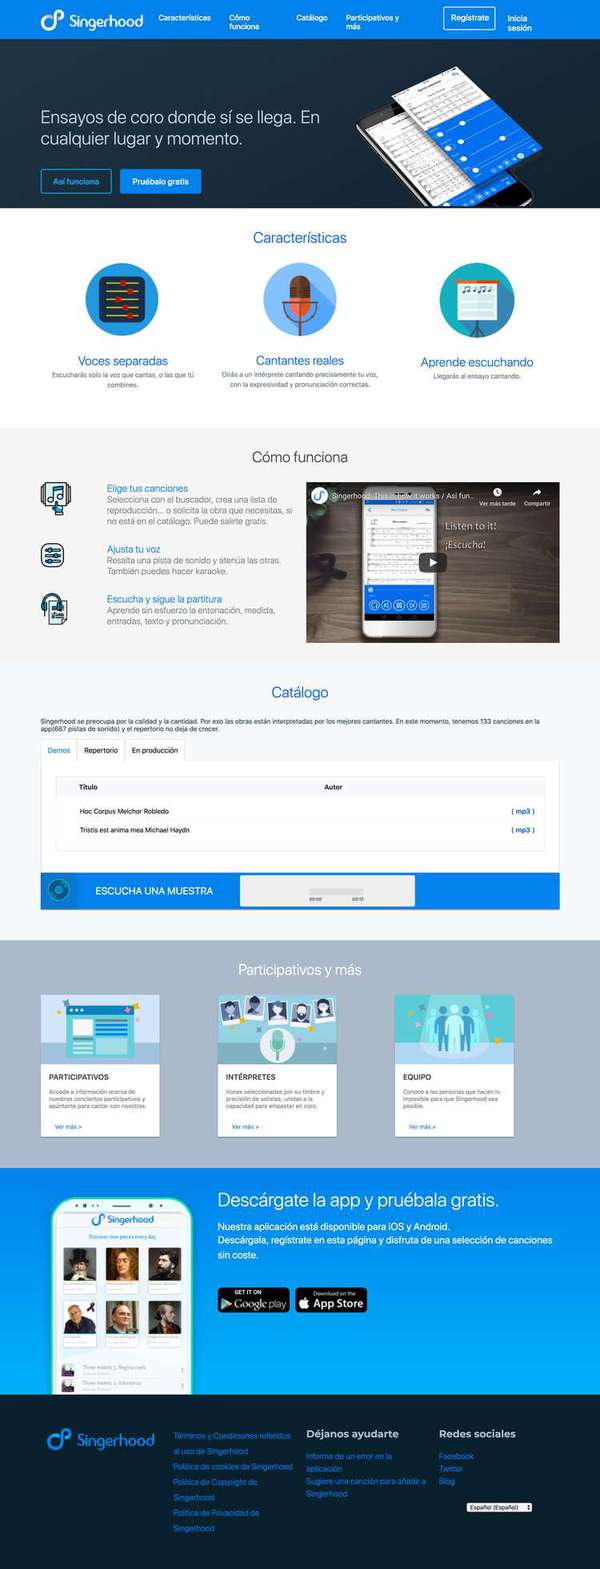 Singerhood
Características
Cómo
funciona
Catálogo
Participativos y
más
Regístrate
Inicia
sesión
Ensayos de coro donde sí se llega. En
cualquier lugar y momento.
Así funciona
Pruébalo gratis
Características
Voces separadas
Escucharás solo la voz que cantas, o las que tú
combines.
Cantantes reales
Oirás a un intérprete cantando precisamente tu voz,
con la expresividad y pronunciación correctas.
Aprende escuchando
Llegarás al ensayo cantando.
Cómo funciona
Elige tus canciones
Selecciona con el buscador, crea una lista de
reproducción... o solicita la obra que necesitas, si
no está en el catálogo. Puede salirte gratis.
Ajusta tu voz
Resalta una pista de sonido y atenúa las otras.
También puedes hacer karaoke.
Escucha y sigue la partitura
Aprende sin esfuerzo la entonación, medida,
entradas, texto y pronunciación.
Singerhood: This is how it works / Así fun...
Ver más tarde
Compartir
Listen to it!
¡Escucha!
Catálogo
Singerhood se preocupa por la calidad y la cantidad. Por eso las obras están interpretadas por los mejores cantantes. En este momento, tenemos 133 canciones en la
app(667 pistas de sonido) y el repertorio no deja de crecer.
Demos
Repertorio
En producción
Título
Autor
Hoc Corpus Melchor Robledo
( mp3 )
Tristis est anima mea Michael Haydn
( mp3 )
ESCUCHA UNA MUESTRA
00:00
03:12
Participativos y más
PARTICIPATIVOS
Accede a información acerca de
nuestros conciertos participativos y
apúntante para cantar con nosotros.
Ver más >
INTÉRPRETES
Voces seleccionadas por su timbre y
precisión de solistas, unidas a la
capacidad para empastar en coro.
Ver más >
EQUIPO
Conoce a las personas que hacen lo
imposible para que Singerhood sea
posible.
Ver más >
Singerhood
Discover new pieces every day
Three motets 3. Regina caeli
Descárgate la app y pruébala gratis.
Nuestra aplicación está disponible para iOS y Android.
Descárgala, regístrate en esta página y disfruta de una selección de canciones
sin coste.
GET IT ON
Google play
Download on the
App Store
Singerhood
Términos y Condiciones referidos
al uso de Singerhood
Política de cookies de Singerhood
Política de Copyright de
Singerhood
Política de Privacidad de
Singerhood
Déjanos ayudarte
Informa de un error en la
aplicación
Sugiere una canción para añadir a
Singerhood
Redes sociales
Facebook
Twitter
Blog
Español (Español)